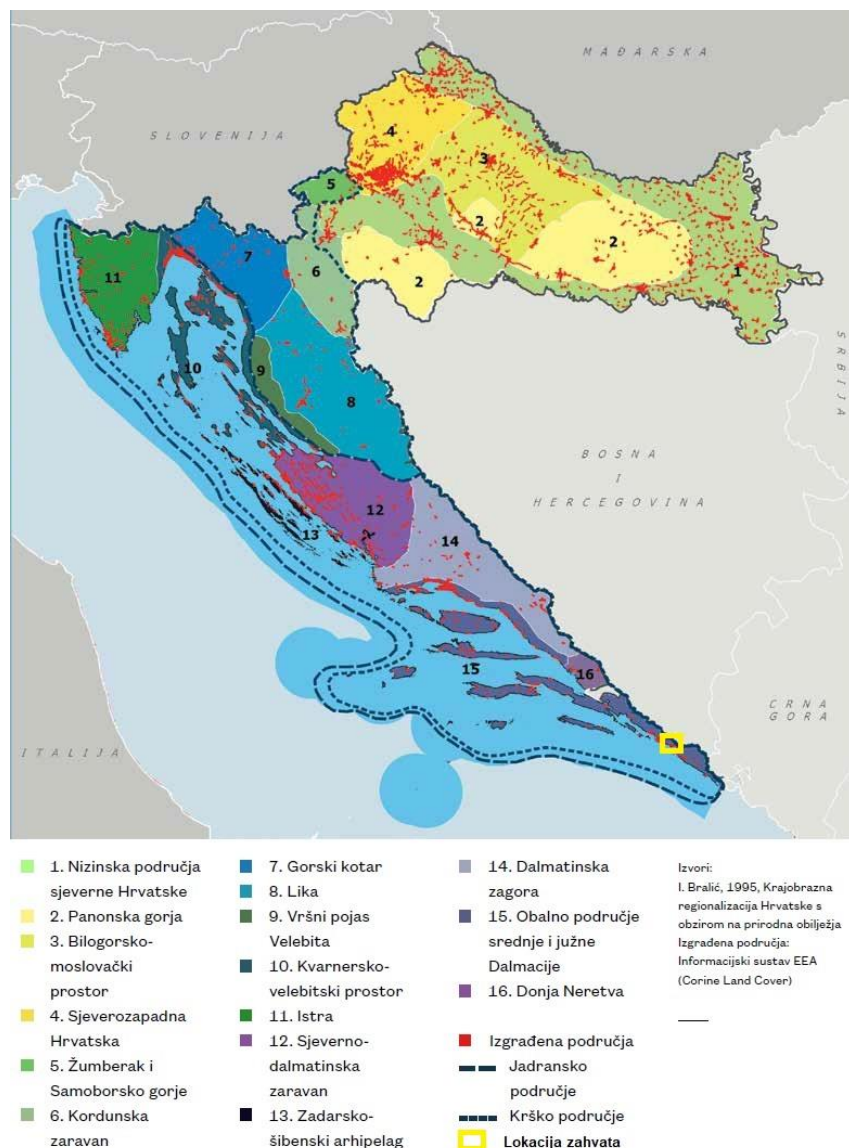 MAĐARSKA
SLOVENIJA
SRBIJA
BOSNA
I
HERCEGOVINA
CRNA
GORA
ITALIJA
4
3
5
2
2
1
7
6
2
11
10
9
8
12
13
14
15
16
1. Nizinska područja
sjeverne Hrvatske
2. Panonska gorja
3. Bilogorsko-
moslovački
prostor
4. Sjeverozapadna
Hrvatska
5. Žumberak i
Samoborsko gorje
6. Kordunska
zaravan
7. Gorski kotar
8. Lika
9. Vršni pojas
Velebita
10. Kvarnersko-
velebitski prostor
11. Istra
12. Sjeverno-
dalmatinska
zaravan
13. Zadarsko-
šibenski arhipelag
14. Dalmatinska
zagora
15. Obalno područje
srednje i južne
Dalmacije
16. Donja Neretva
Izgrađena područja
Jadransko
područje
Krško područje
Lokacija zahvata
Izvori:
I. Bralić, 1995, Krajobrazna
regionalizacija Hrvatske s
obzirom na prirodna obilježja
Izgrađena područja:
Informacijski sustav EEA
(Corine Land Cover)